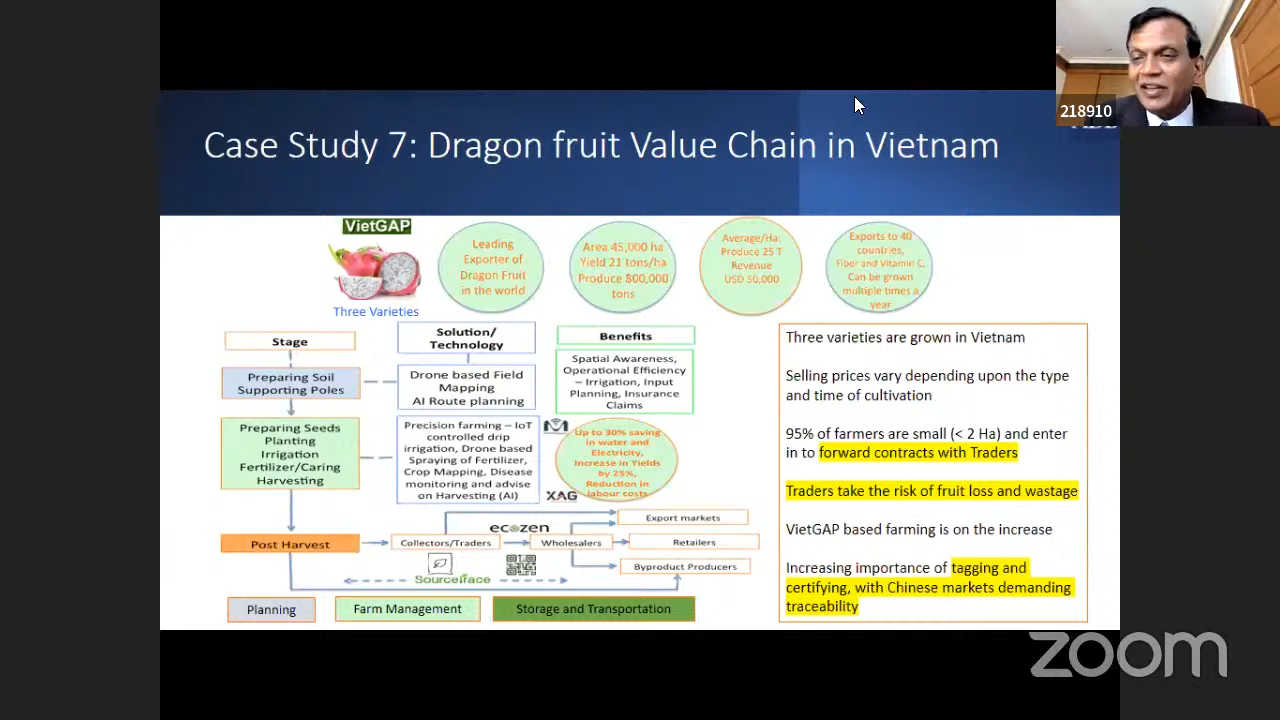 218910
Case Study 7: Dragon fruit Value Chain in Vietnam
VietGAP
Three Varieties
Leading
Exporter of
Dragon Fruit
in the world
Area 45,000 ha
Yield 21 tons/ha
Produce 800,000
tons
Average/Ha:
Produce 25 T
Revenue
USD 50,000
Exports to 40
countries,
Fiber and Vitamin C,
Can be grown
multiple times a
year
Stage
Solution/
Technology
Benefits
Preparing Soil
Supporting Poles
Drone based Field
Mapping
AI Route planning
Spatial Awareness,
Operational Efficiency
– Irrigation, Input
Planning, Insurance
Claims
Preparing Seeds
Planting
Irrigation
Fertilizer/Caring
Harvesting
Precision farming – IoT
controlled drip
irrigation, Drone based
Spraying of Fertilizer,
Crop Mapping, Disease
monitoring and advise
on Harvesting (AI)
Up to 30% saving
in water and
Electricity,
Increase in Yields
by 25%,
Reduction in
labour costs
XAG
Post Harvest
Collectors/Traders
ecozen
Wholesalers
Export markets
Retailers
Byproduct Producers
Sourcetrace
Planning
Farm Management
Storage and Transportation
Three varieties are grown in Vietnam
Selling prices vary depending upon the type
and time of cultivation
95% of farmers are small (< 2 Ha) and enter
in to forward contracts with Traders
Traders take the risk of fruit loss and wastage
VietGAP based farming is on the increase
Increasing importance of tagging and
certifying, with Chinese markets demanding
traceability
zoom